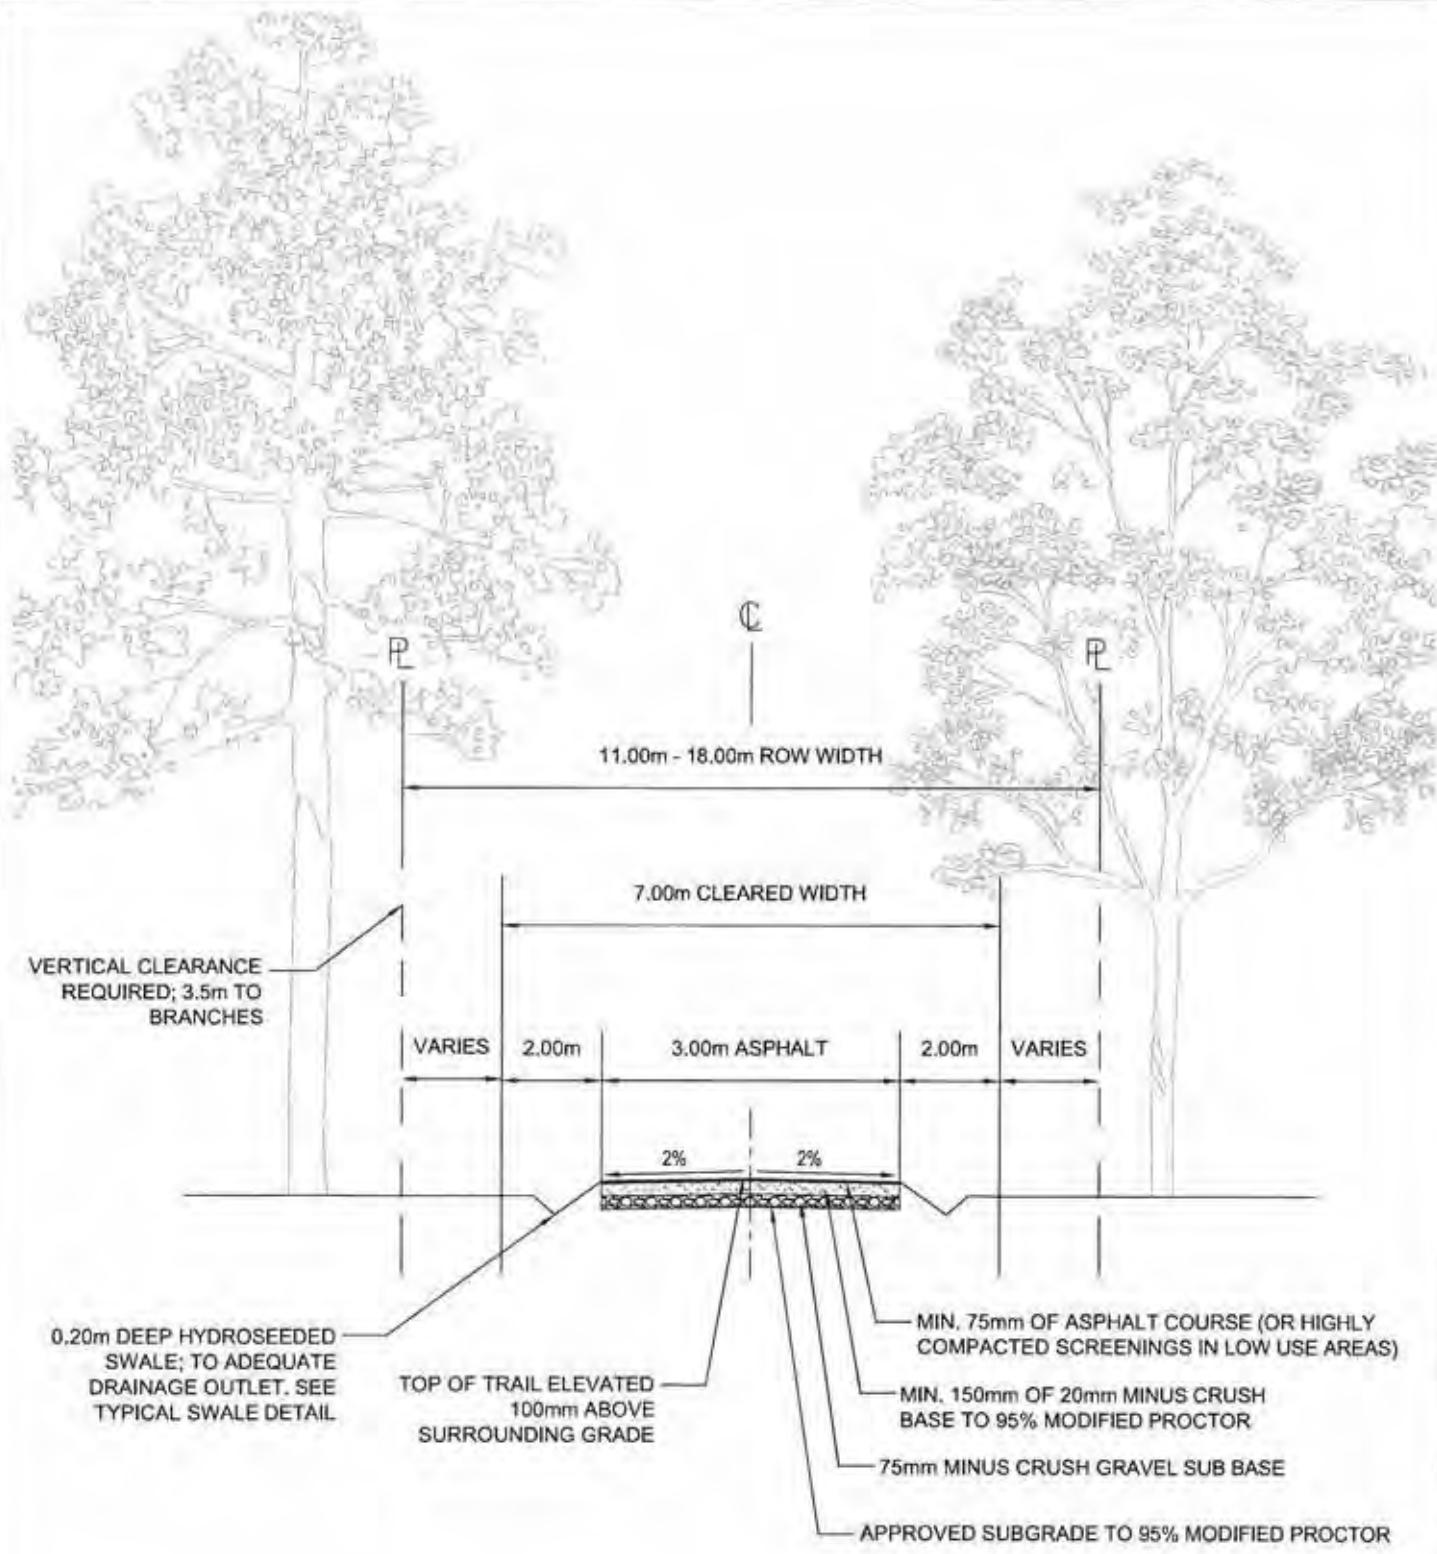 ℄
PL
PL
11.00m - 18.00m ROW WIDTH
7.00m CLEARED WIDTH
VERTICAL CLEARANCE
REQUIRED; 3.5m TO
BRANCHES
VARIES
2.00m
3.00m ASPHALT
2.00m
VARIES
2%
2%
0.20m DEEP HYDROSEEDED
SWALE; TO ADEQUATE
DRAINAGE OUTLET. SEE
TYPICAL SWALE DETAIL
TOP OF TRAIL ELEVATED
100mm ABOVE
SURROUNDING GRADE
MIN. 75mm OF ASPHALT COURSE (OR HIGHLY
COMPACTED SCREENINGS IN LOW USE AREAS)
MIN. 150mm OF 20mm MINUS CRUSH
BASE TO 95% MODIFIED PROCTOR
75mm MINUS CRUSH GRAVEL SUB BASE
APPROVED SUBGRADE TO 95% MODIFIED PROCTOR